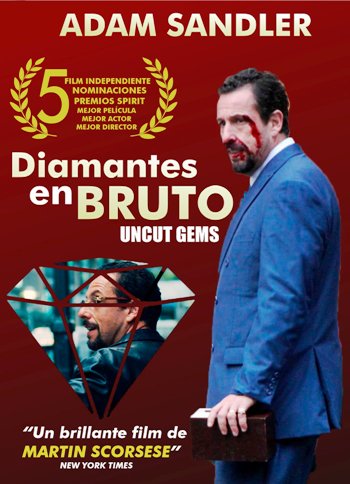 ADAM SANDLER
5
FILM INDEPENDIENTE
NOMINACIONES
PREMIOS SPIRIT
MEJOR PELÍCULA
MEJOR ACTOR
MEJOR DIRECTOR
Diamantes
en BRUTO
UNCUT GEMS
“Un brillante film de
MARTIN SCORSESE”
NEW YORK TIMES